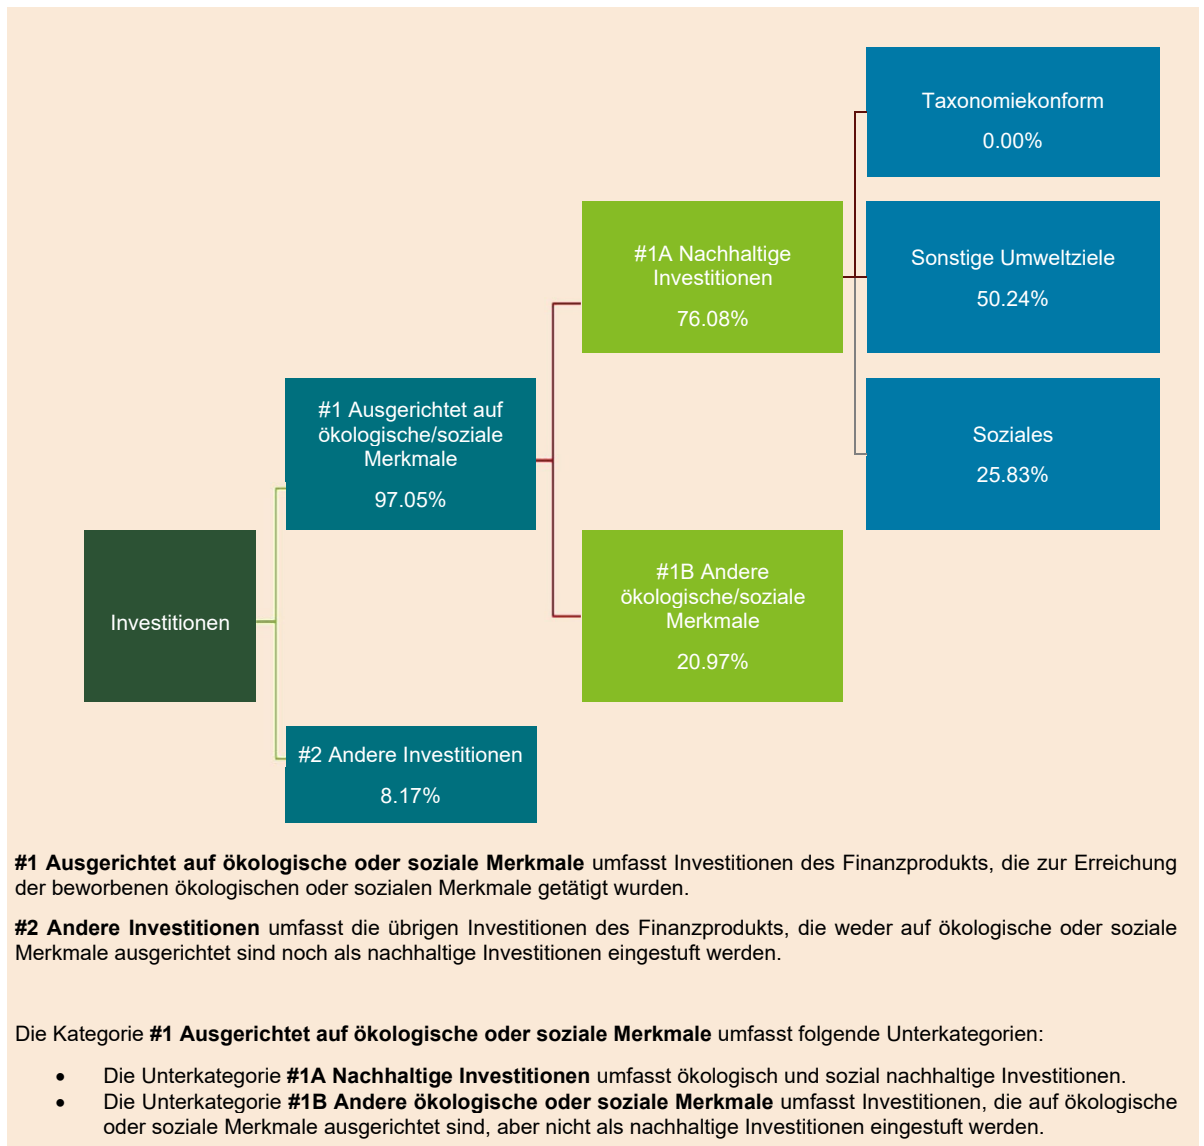 Taxonomiekonform
0.00%
#1A Nachhaltige
Investitionen
76.08%
Sonstige Umweltziele
50.24%
#1 Ausgerichtet auf
ökologische/soziale
Merkmale
97.05%
Soziales
25.83%
Investitionen
#1B Andere
ökologische/soziale
Merkmale
20.97%
#2 Andere Investitionen
8.17%
#1 Ausgerichtet auf ökologische oder soziale Merkmale umfasst Investitionen des Finanzprodukts, die zur Erreichung
der beworbenen ökologischen oder sozialen Merkmale getätigt wurden.
#2 Andere Investitionen umfasst die übrigen Investitionen des Finanzprodukts, die weder auf ökologische oder soziale
Merkmale ausgerichtet sind noch als nachhaltige Investitionen eingestuft werden.
Die Kategorie #1 Ausgerichtet auf ökologische oder soziale Merkmale umfasst folgende Unterkategorien:
• Die Unterkategorie #1A Nachhaltige Investitionen umfasst ökologisch und sozial nachhaltige Investitionen.
• Die Unterkategorie #1B Andere ökologische oder soziale Merkmale umfasst Investitionen, die auf ökologische
oder soziale Merkmale ausgerichtet sind, aber nicht als nachhaltige Investitionen eingestuft werden.